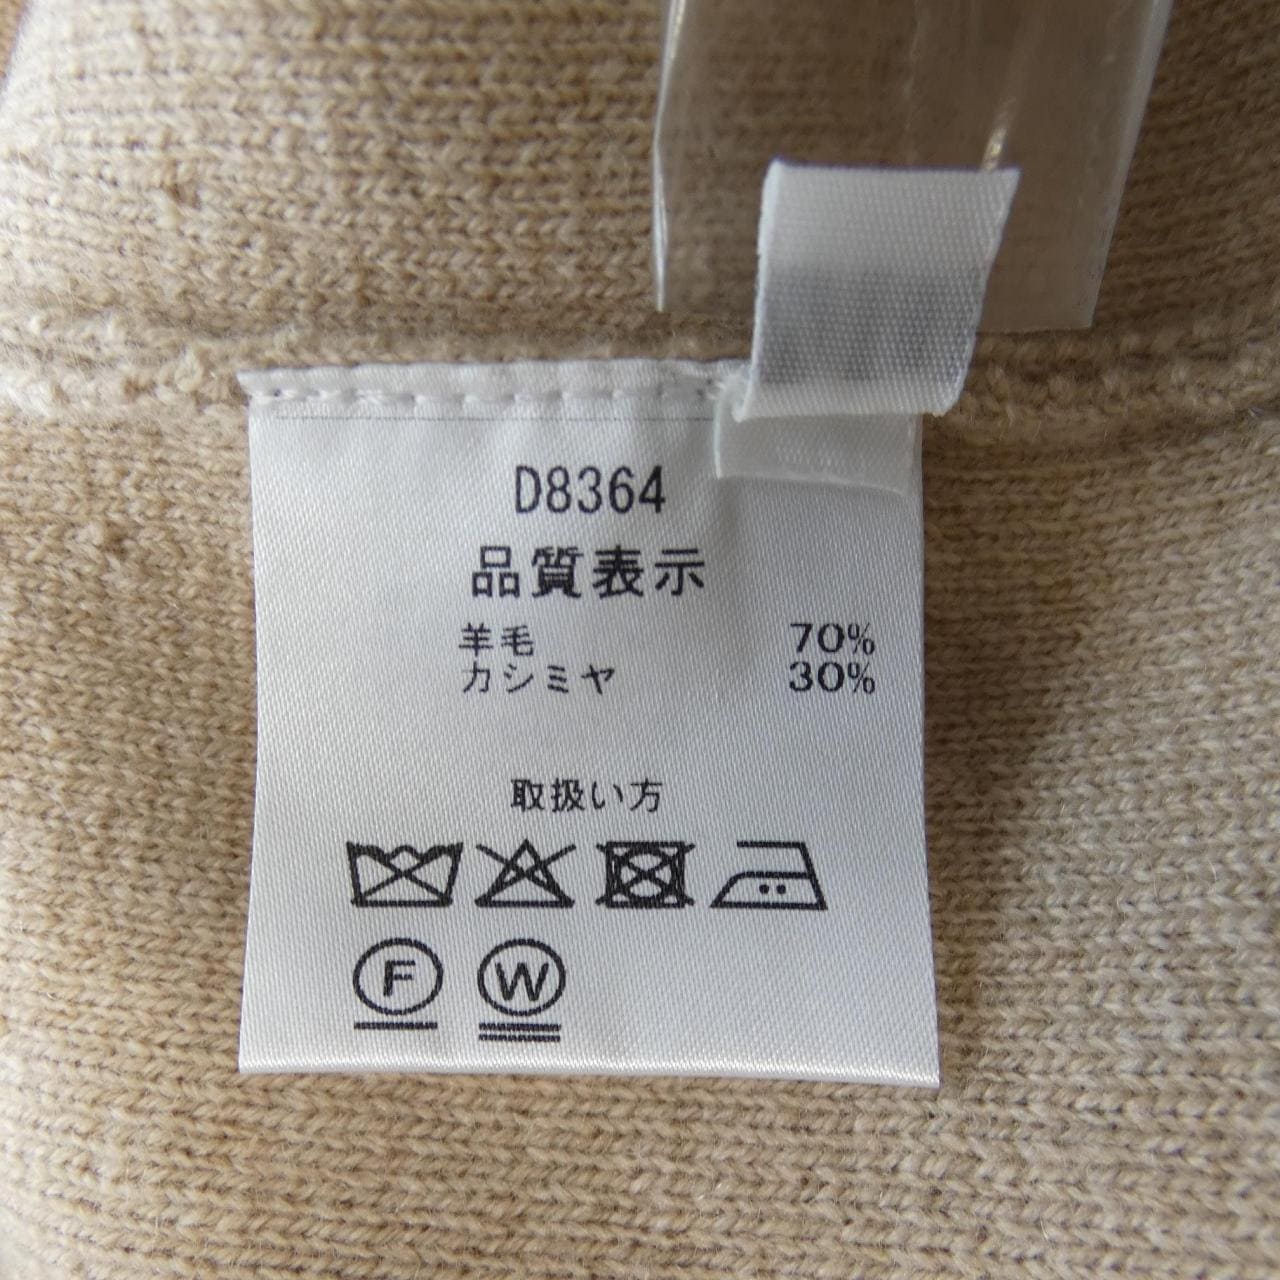 D8364
品質表示
羊毛 70%
カシミヤ 30%
取扱い方
F W